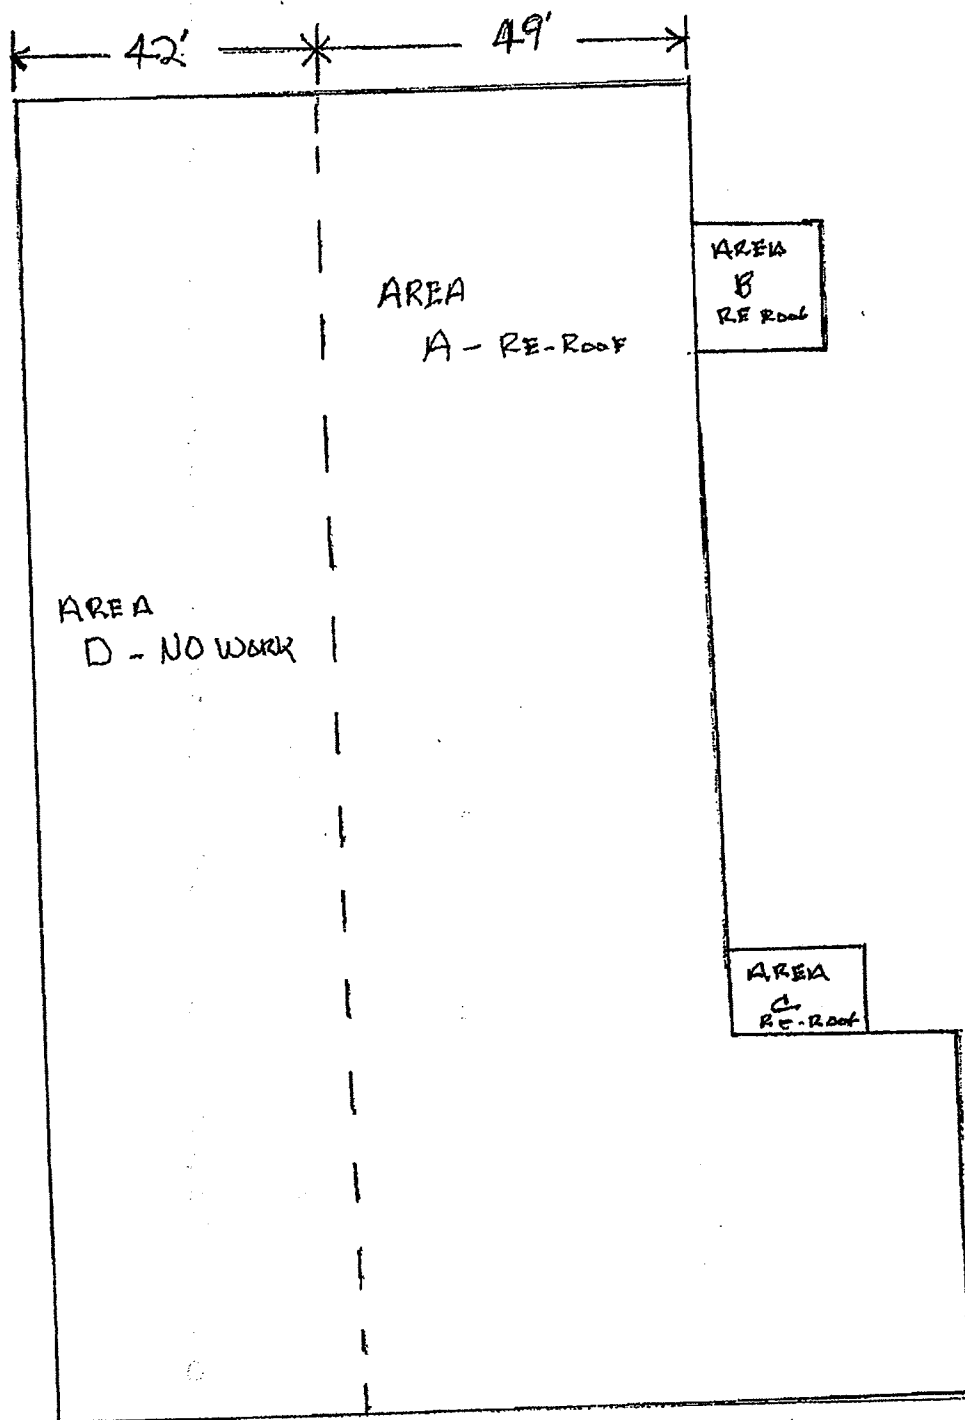 42'
49'
AREA
A - RE-ROOF
AREA
B
RE ROOF
AREA
D - NO WORK
AREA
C
RE-ROOF